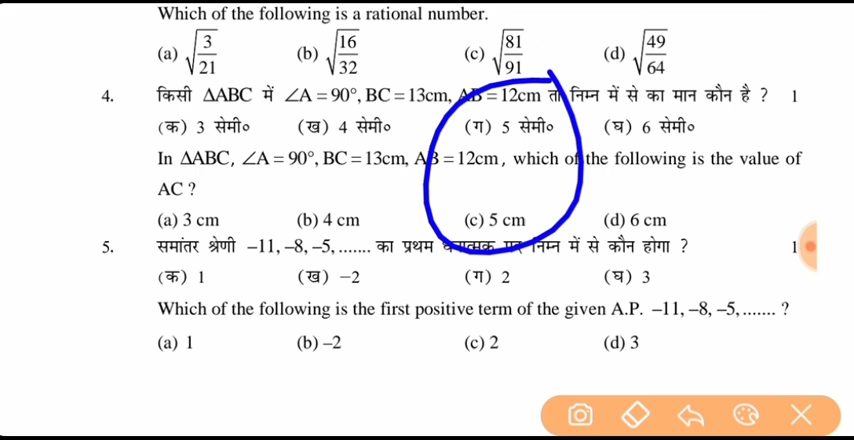 Which of the following is a rational number.
(a) √(3/21) (b) √(16/32) (c) √(81/91) (d) √(49/64)
4. किसी ΔABC में ∠A = 90°, BC = 13cm, AB = 12cm तो निम्न में से का मान कौन है ? 1
(क) 3 सेमी० (ख) 4 सेमी० (ग) 5 सेमी० (घ) 6 सेमी०
In ΔABC, ∠A = 90°, BC = 13cm, AB = 12cm, which of the following is the value of
AC ?
(a) 3 cm (b) 4 cm (c) 5 cm (d) 6 cm
5. समांतर श्रेणी –11, –8, –5, ....... का प्रथम निम्न में से कौन होगा ? 1
(क) 1 (ख) –2 (ग) 2 (घ) 3
Which of the following is the first positive term of the given A.P. –11, –8, –5, ....... ?
(a) 1 (b) –2 (c) 2 (d) 3